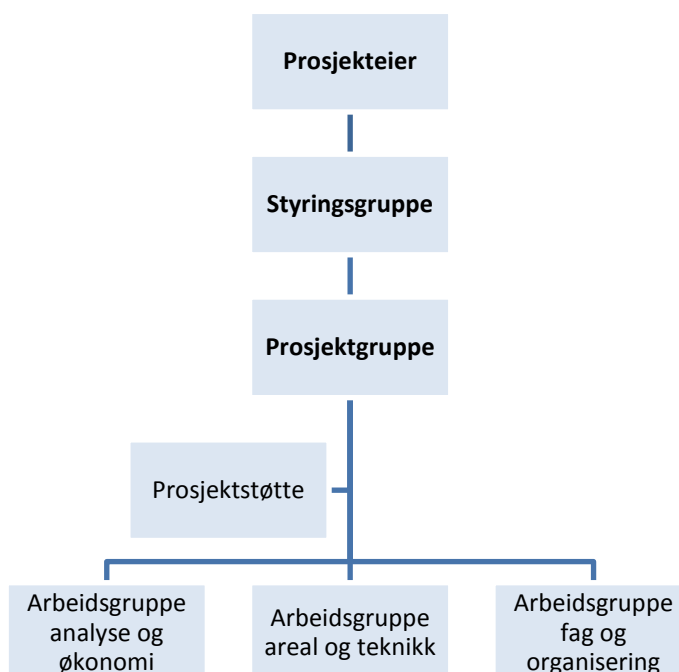 Prosjekteier
Styringsgruppe
Prosjektgruppe
Prosjektstøtte
Arbeidsgruppe
analyse og
økonomi
Arbeidsgruppe
areal og teknikk
Arbeidsgruppe
fag og
organisering